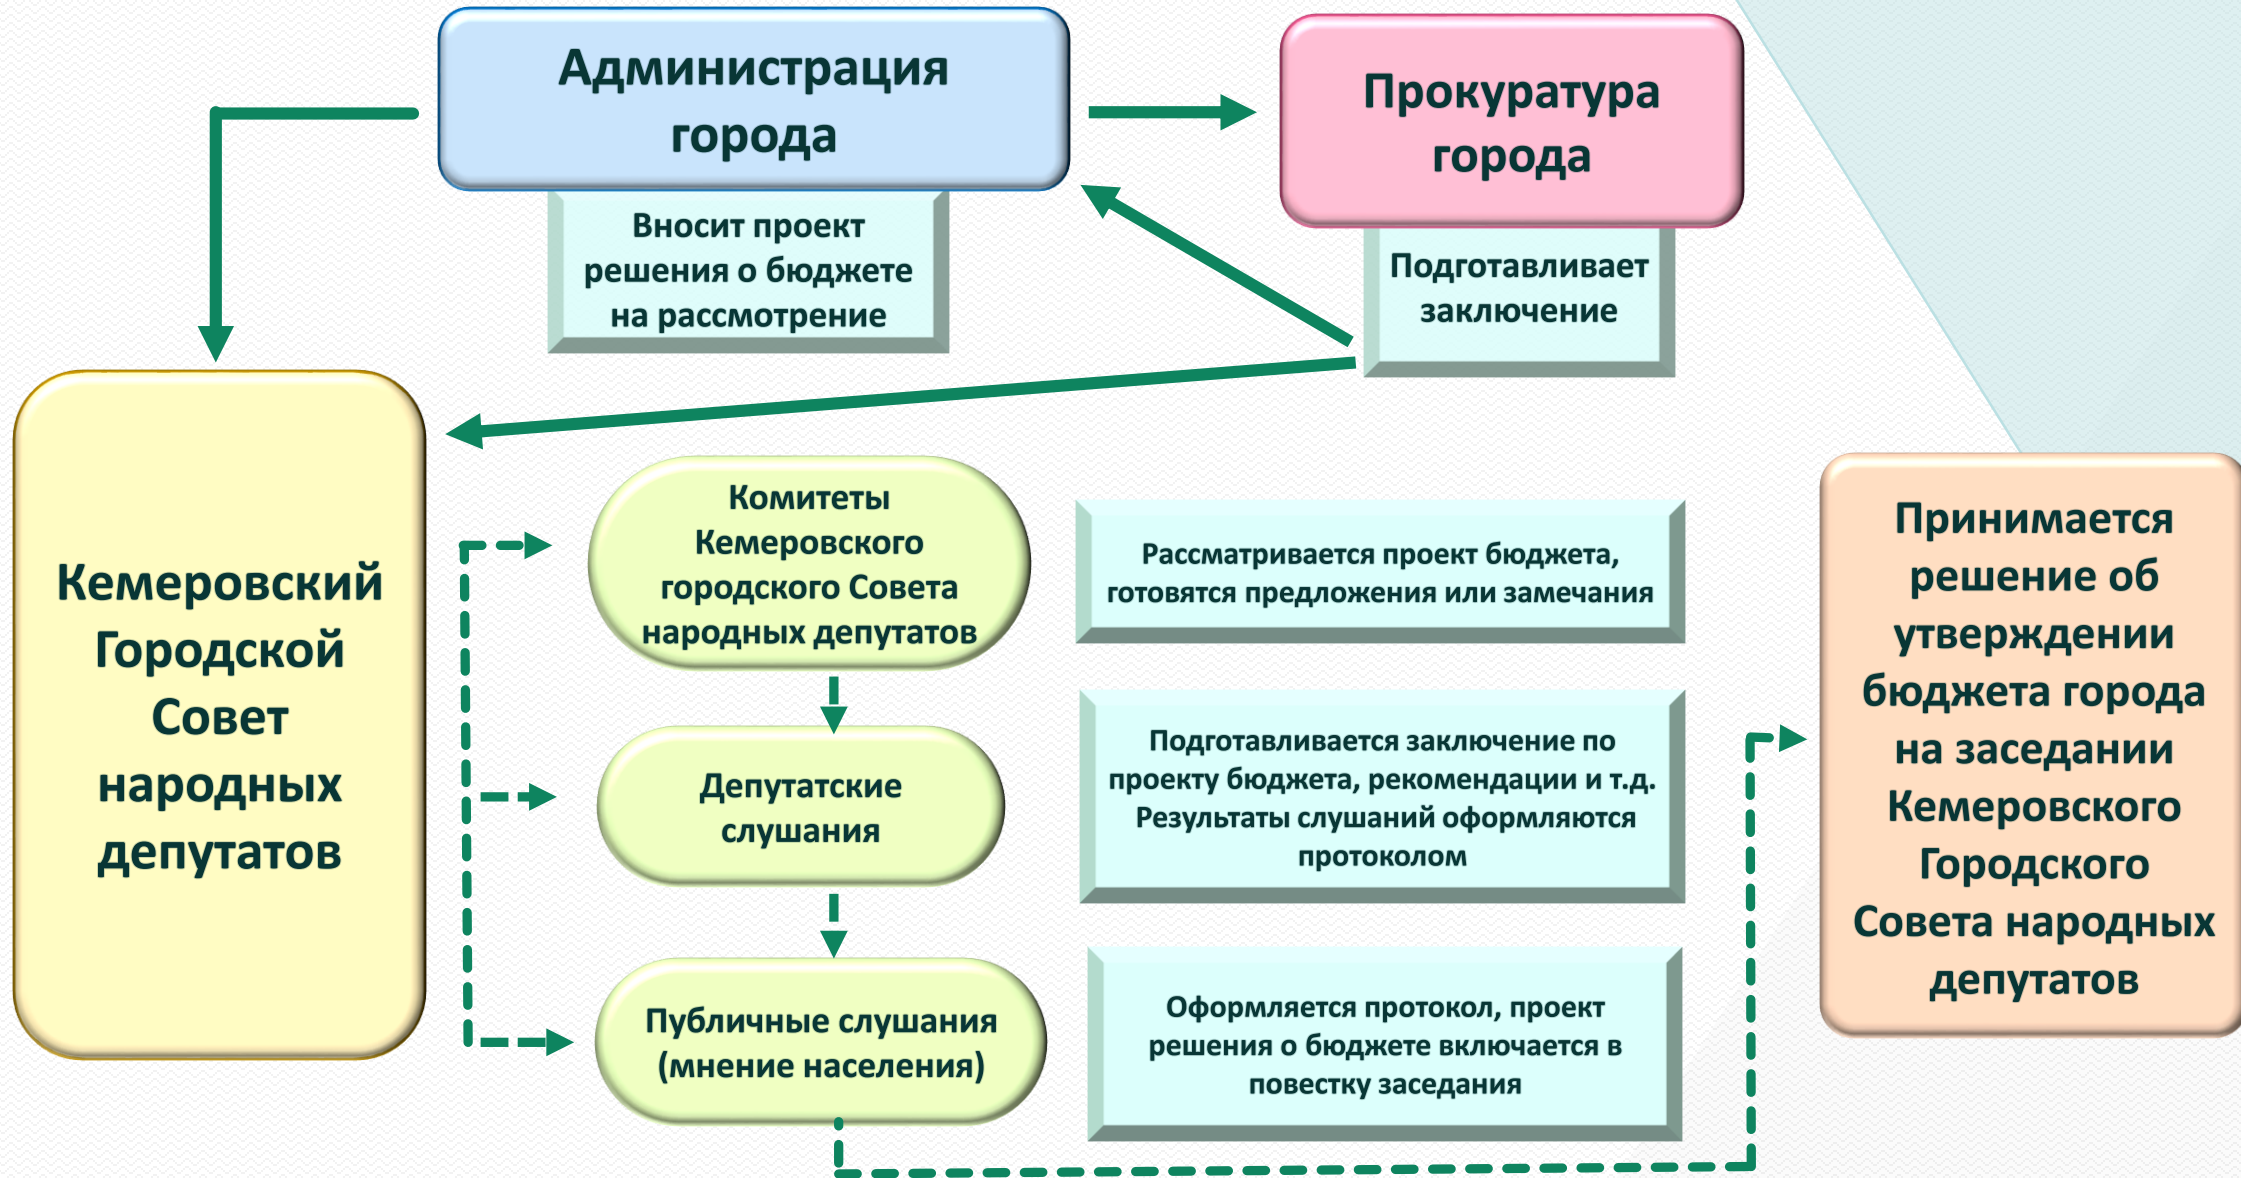 Администрация
города
Прокуратура
города
Вносит проект
решения о бюджете
на рассмотрение
Подготавливает
заключение
Кемеровский
Городской
Совет
народных
депутатов
Комитеты
Кемеровского
городского Совета
народных депутатов
Рассматривается проект бюджета,
готовятся предложения или замечания
Депутатские
слушания
Подготавливается заключение по
проекту бюджета, рекомендации и т.д.
Результаты слушаний оформляются
протоколом
Публичные слушания
(мнение населения)
Оформляется протокол, проект
решения о бюджете включается в
повестку заседания
Принимается
решение об
утверждении
бюджета города
на заседании
Кемеровского
Городского
Совета народных
депутатов